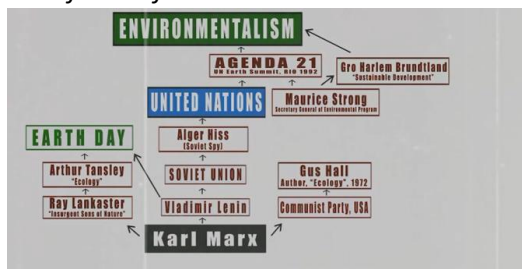 ENVIRONMENTALISM
AGENDA 21
UN Earth Summit, RIO 1992
Gro Harlem Brundtland
"Sustainable Development"
UNITED NATIONS
Maurice Strong
Secretary General of Environmental Program
EARTH DAY
Alger Hiss
(Soviet Spy)
Arthur Tansley
"Ecology"
SOVIET UNION
Gus Hall
Author, "Ecology", 1972
Ray Lankaster
"Insurgent Sons of Nature"
Vladimir Lenin
Communist Party, USA
Karl Marx